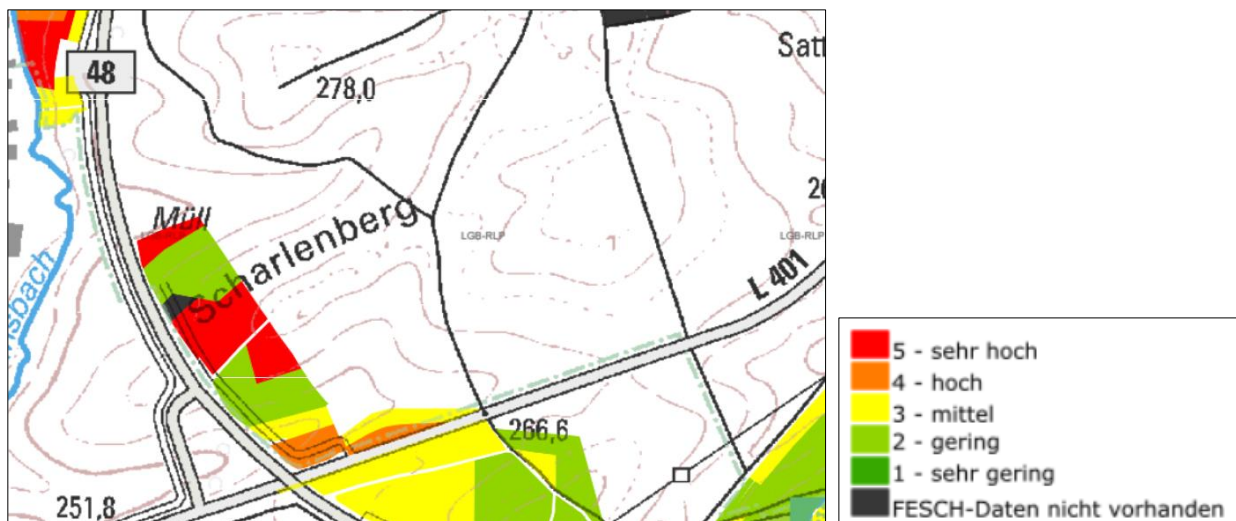 48
278,0
Satt
Müll
Scharlenberg
LGB-RLP
LGB-RLP
L 401
266,6
251,8
5 - sehr hoch
4 - hoch
3 - mittel
2 - gering
1 - sehr gering
FESCH-Daten nicht vorhanden